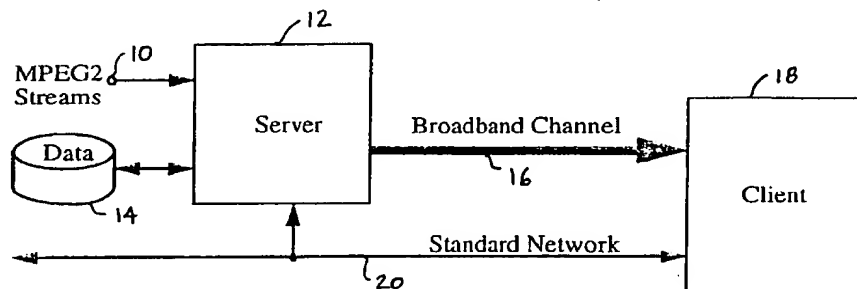 12
10
MPEG2
Streams
18
Server
Broadband Channel
Data
16
Client
14
Standard Network
20